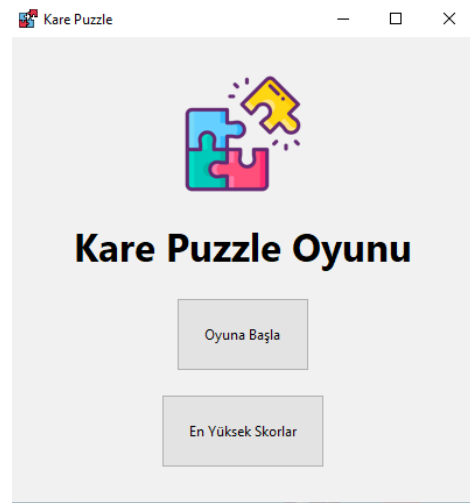 Kare Puzzle
Kare Puzzle Oyunu
Oyuna Başla
En Yüksek Skorlar